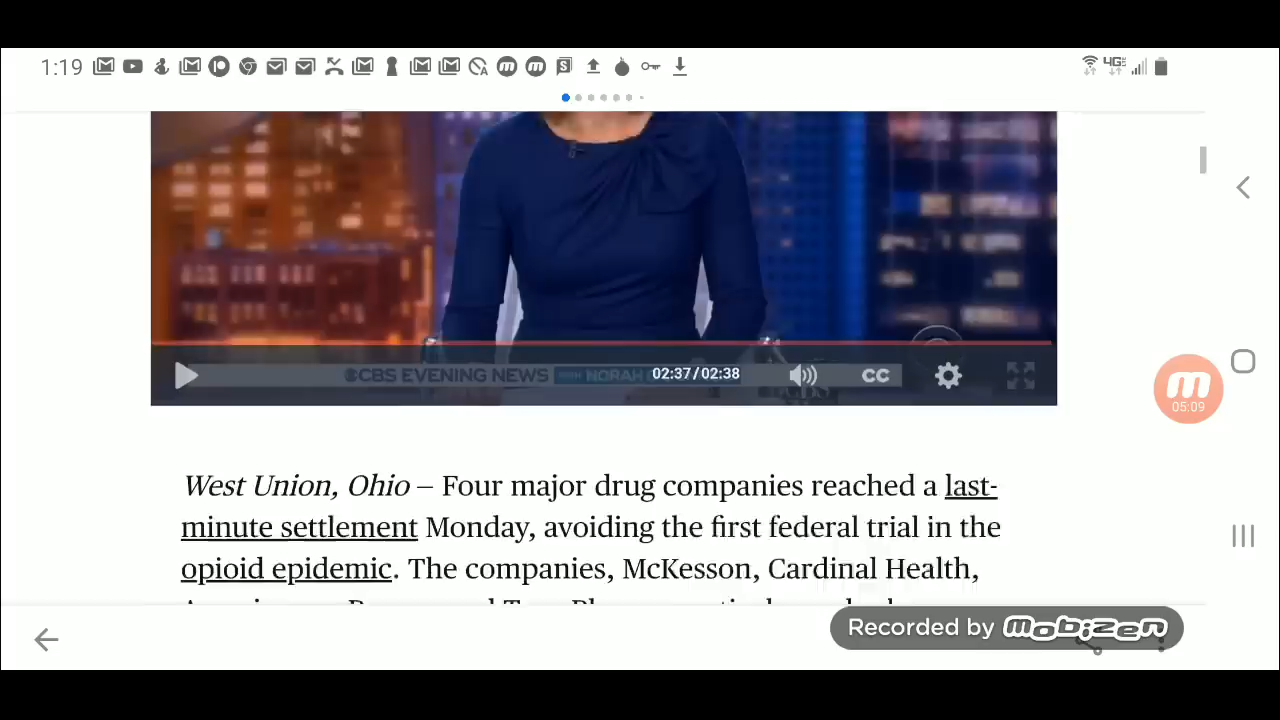 1:19
4G
CBS EVENING NEWS WITH NORAH
02:37/02:38
CC
05:09
West Union, Ohio – Four major drug companies reached a last-
minute settlement Monday, avoiding the first federal trial in the
opioid epidemic. The companies, McKesson, Cardinal Health,
Recorded by mobizen